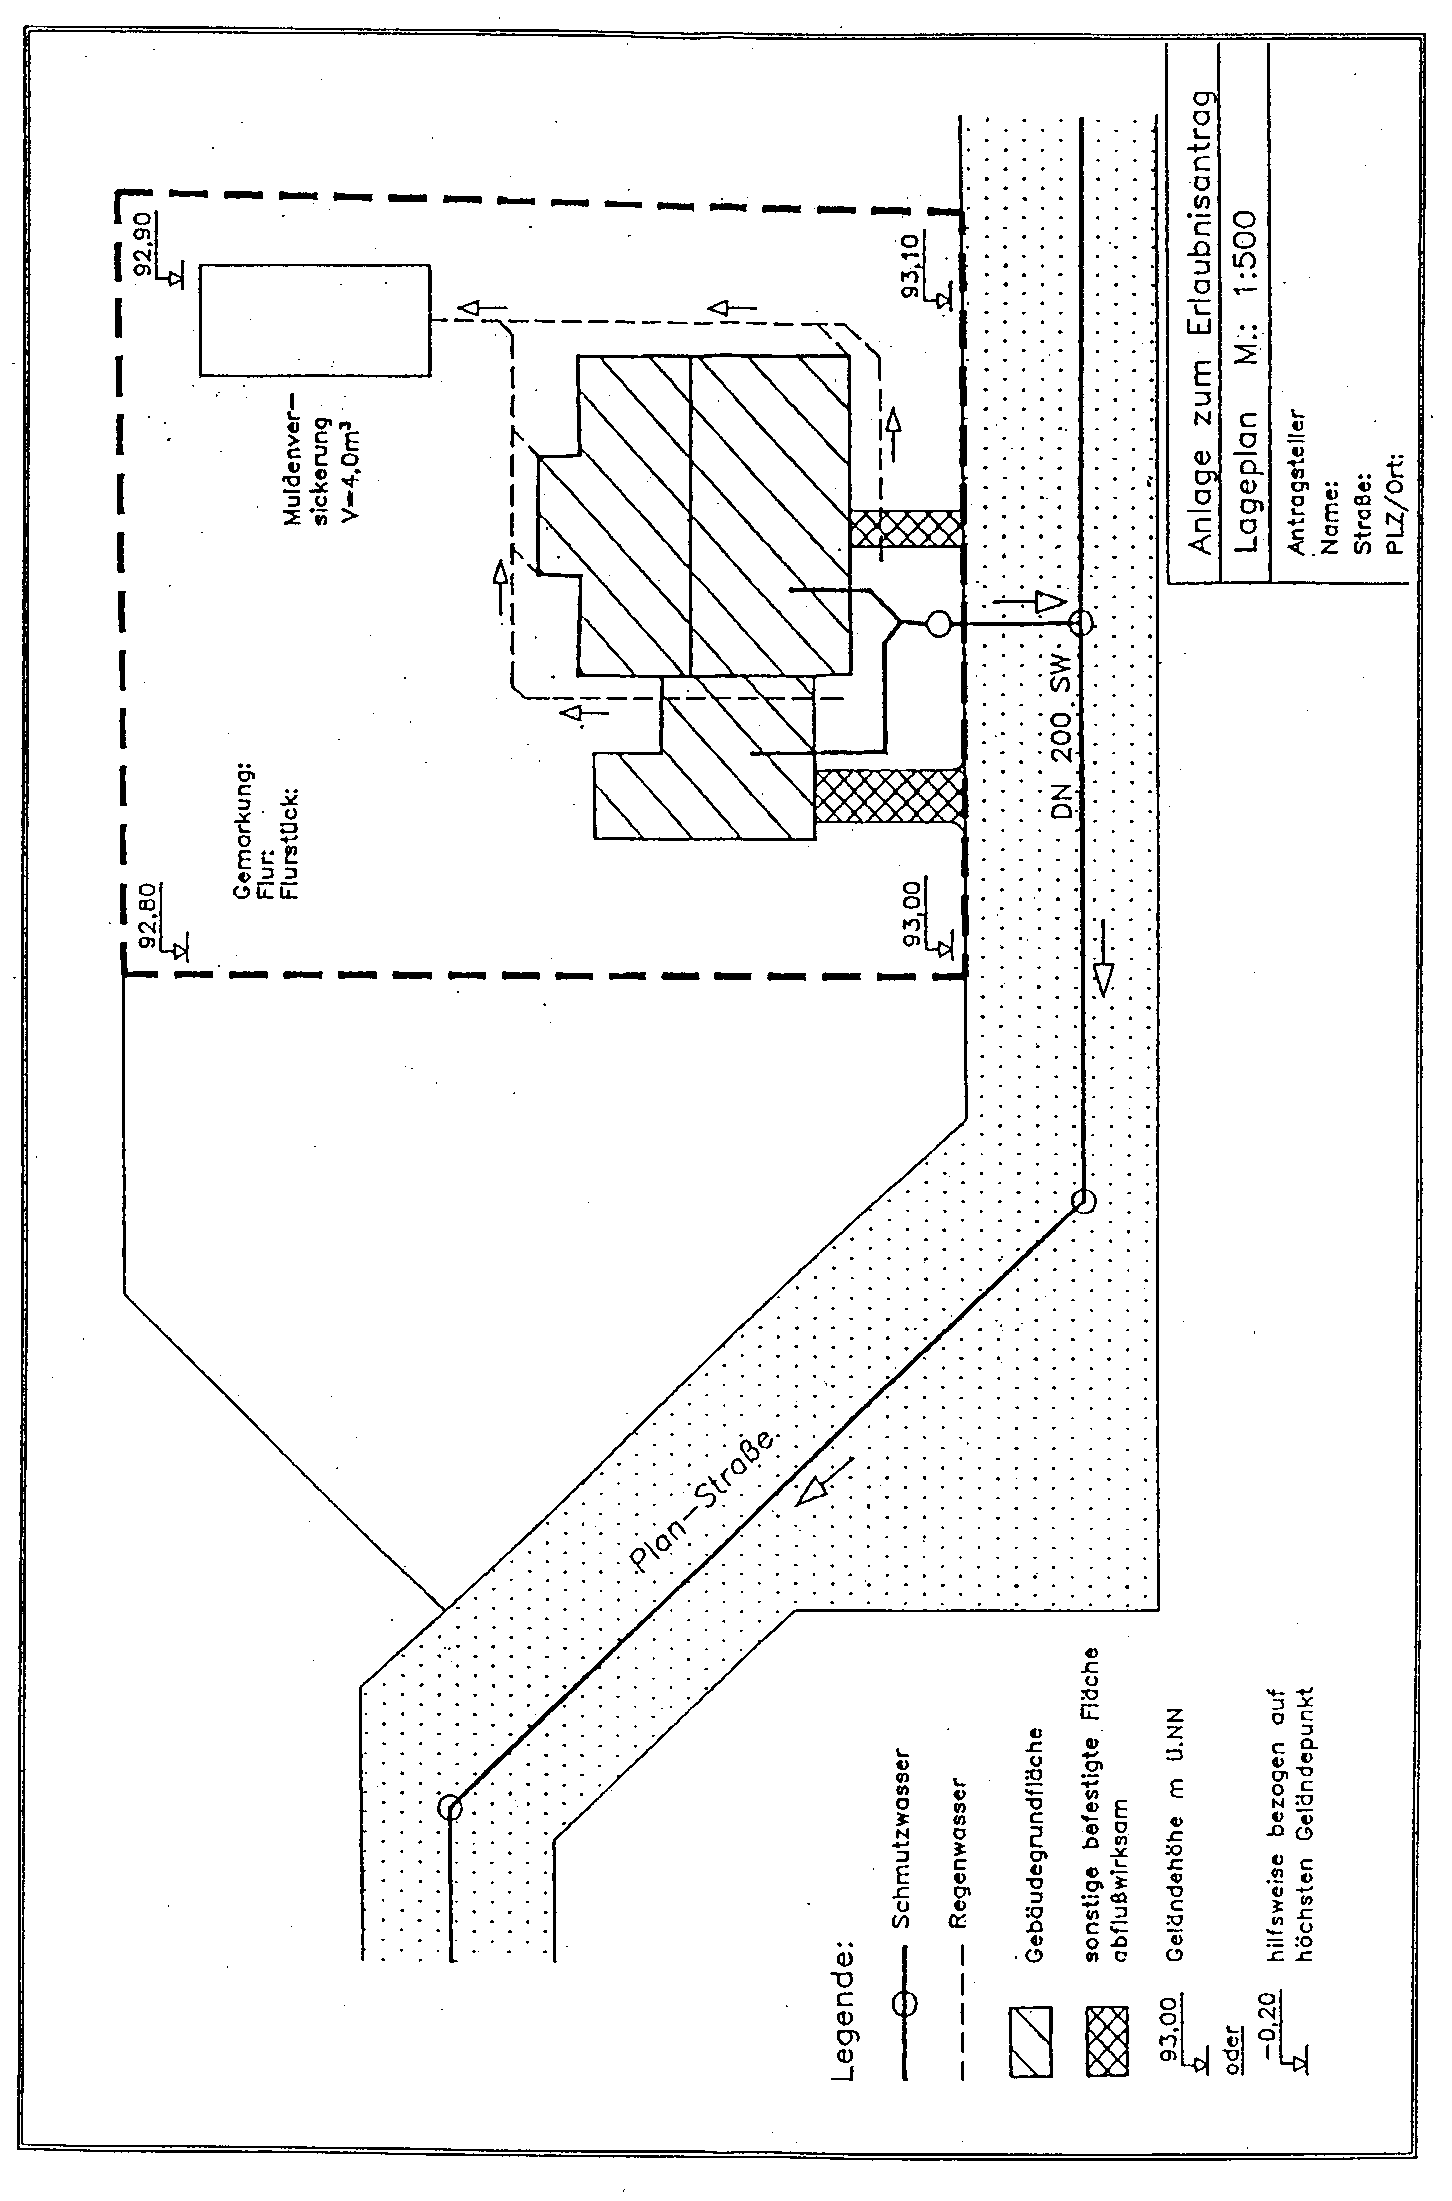 92,80
92,90
Gemarkung:
Flur:
Flurstück:
Muldenver-
sickerung
V=4,0m³
93,00
93,10
DN 200 SW
Plan-Straße
Legende:
Schmutzwasser
Regenwasser
Gebäudegrundfläche
sonstige befestigte Fläche
abflußwirksam
93,00 Geländehöhe m ü.NN
oder
-0,20 hilfsweise bezogen auf
höchsten Geländepunkt
Anlage zum Erlaubnisantrag
Lageplan M.: 1:500
Antragsteller
Name:
Straße:
PLZ/Ort: